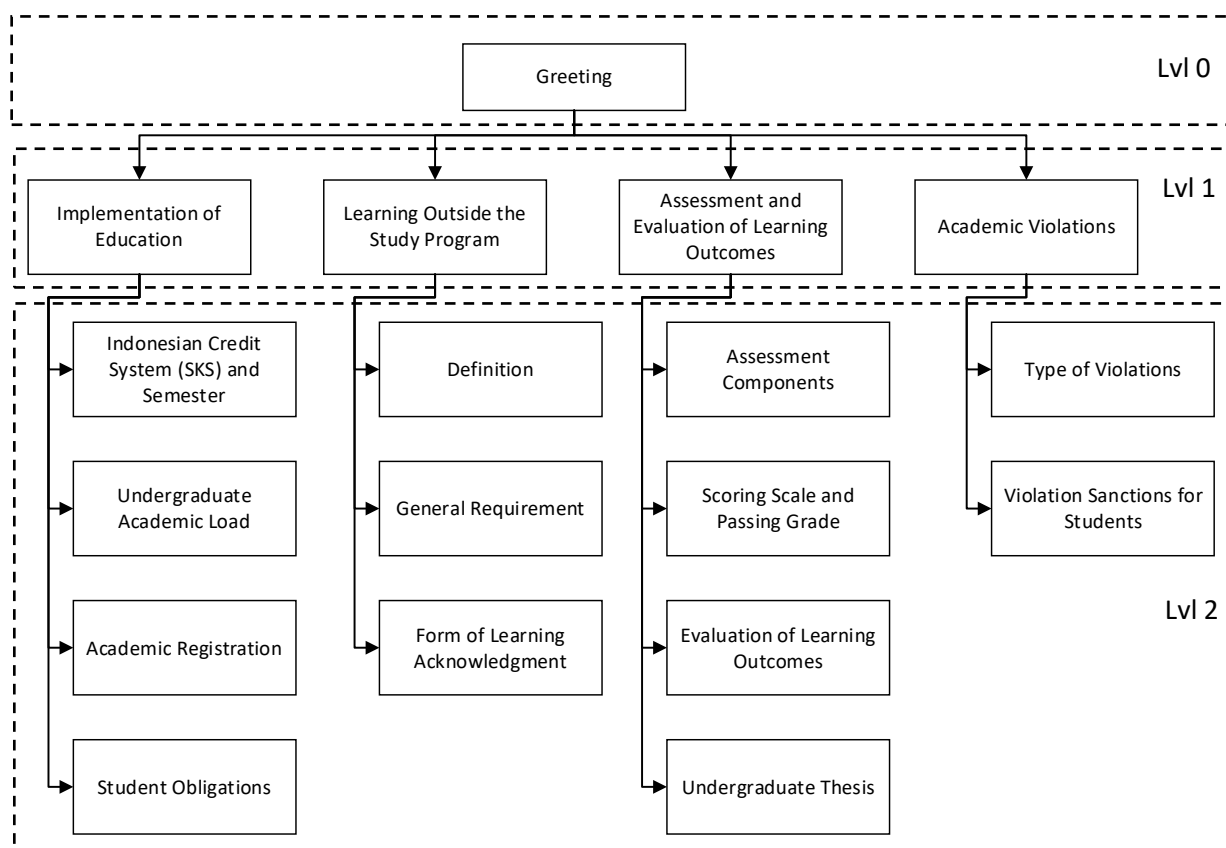 Greeting
Lvl 0
Implementation of
Education
Learning Outside the
Study Program
Assessment and
Evaluation of Learning
Outcomes
Academic Violations
Lvl 1
Indonesian Credit
System (SKS) and
Semester
Definition
Assessment
Components
Type of Violations
Undergraduate
Academic Load
General Requirement
Scoring Scale and
Passing Grade
Violation Sanctions for
Students
Academic Registration
Form of Learning
Acknowledgment
Evaluation of Learning
Outcomes
Lvl 2
Student Obligations
Undergraduate Thesis